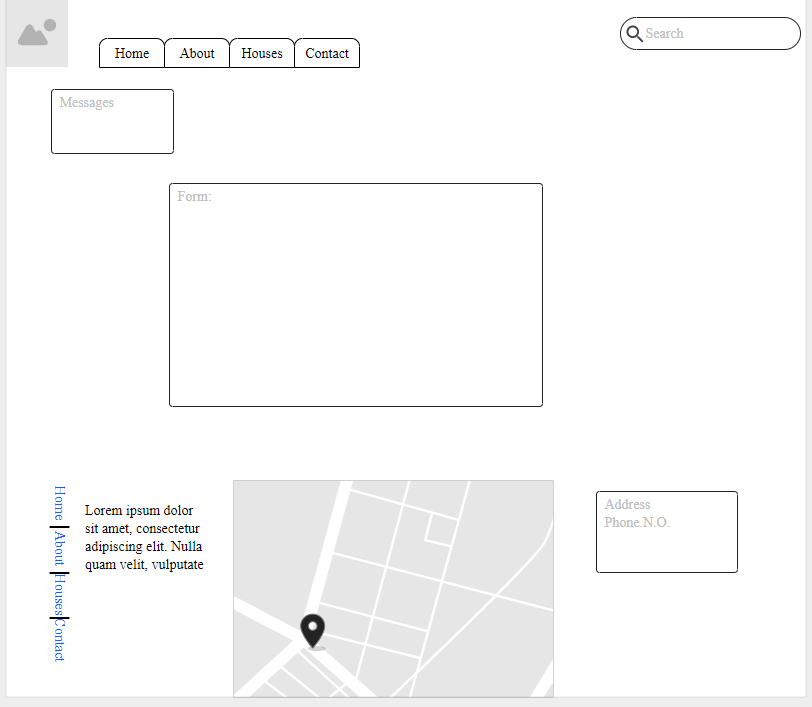 Home
About
Houses
Contact
Search
Messages
Form:
Home
About
Houses
Contact
Lorem ipsum dolor
sit amet, consectetur
adipiscing elit. Nulla
quam velit, vulputate
Address
Phone.N.O.